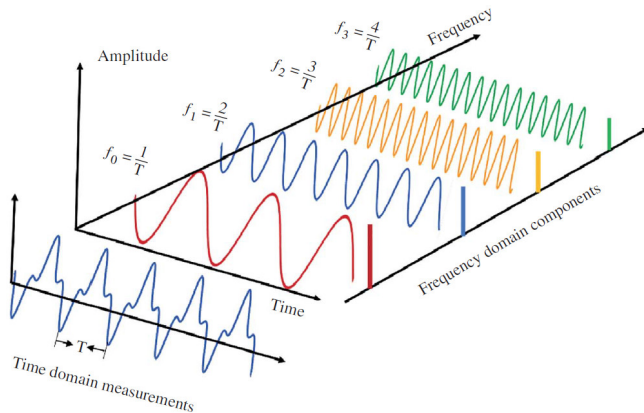 Amplitude
Frequency
f₃ = 4/T
f₂ = 3/T
f₁ = 2/T
f₀ = 1/T
Time
Frequency domain components
T
Time domain measurements